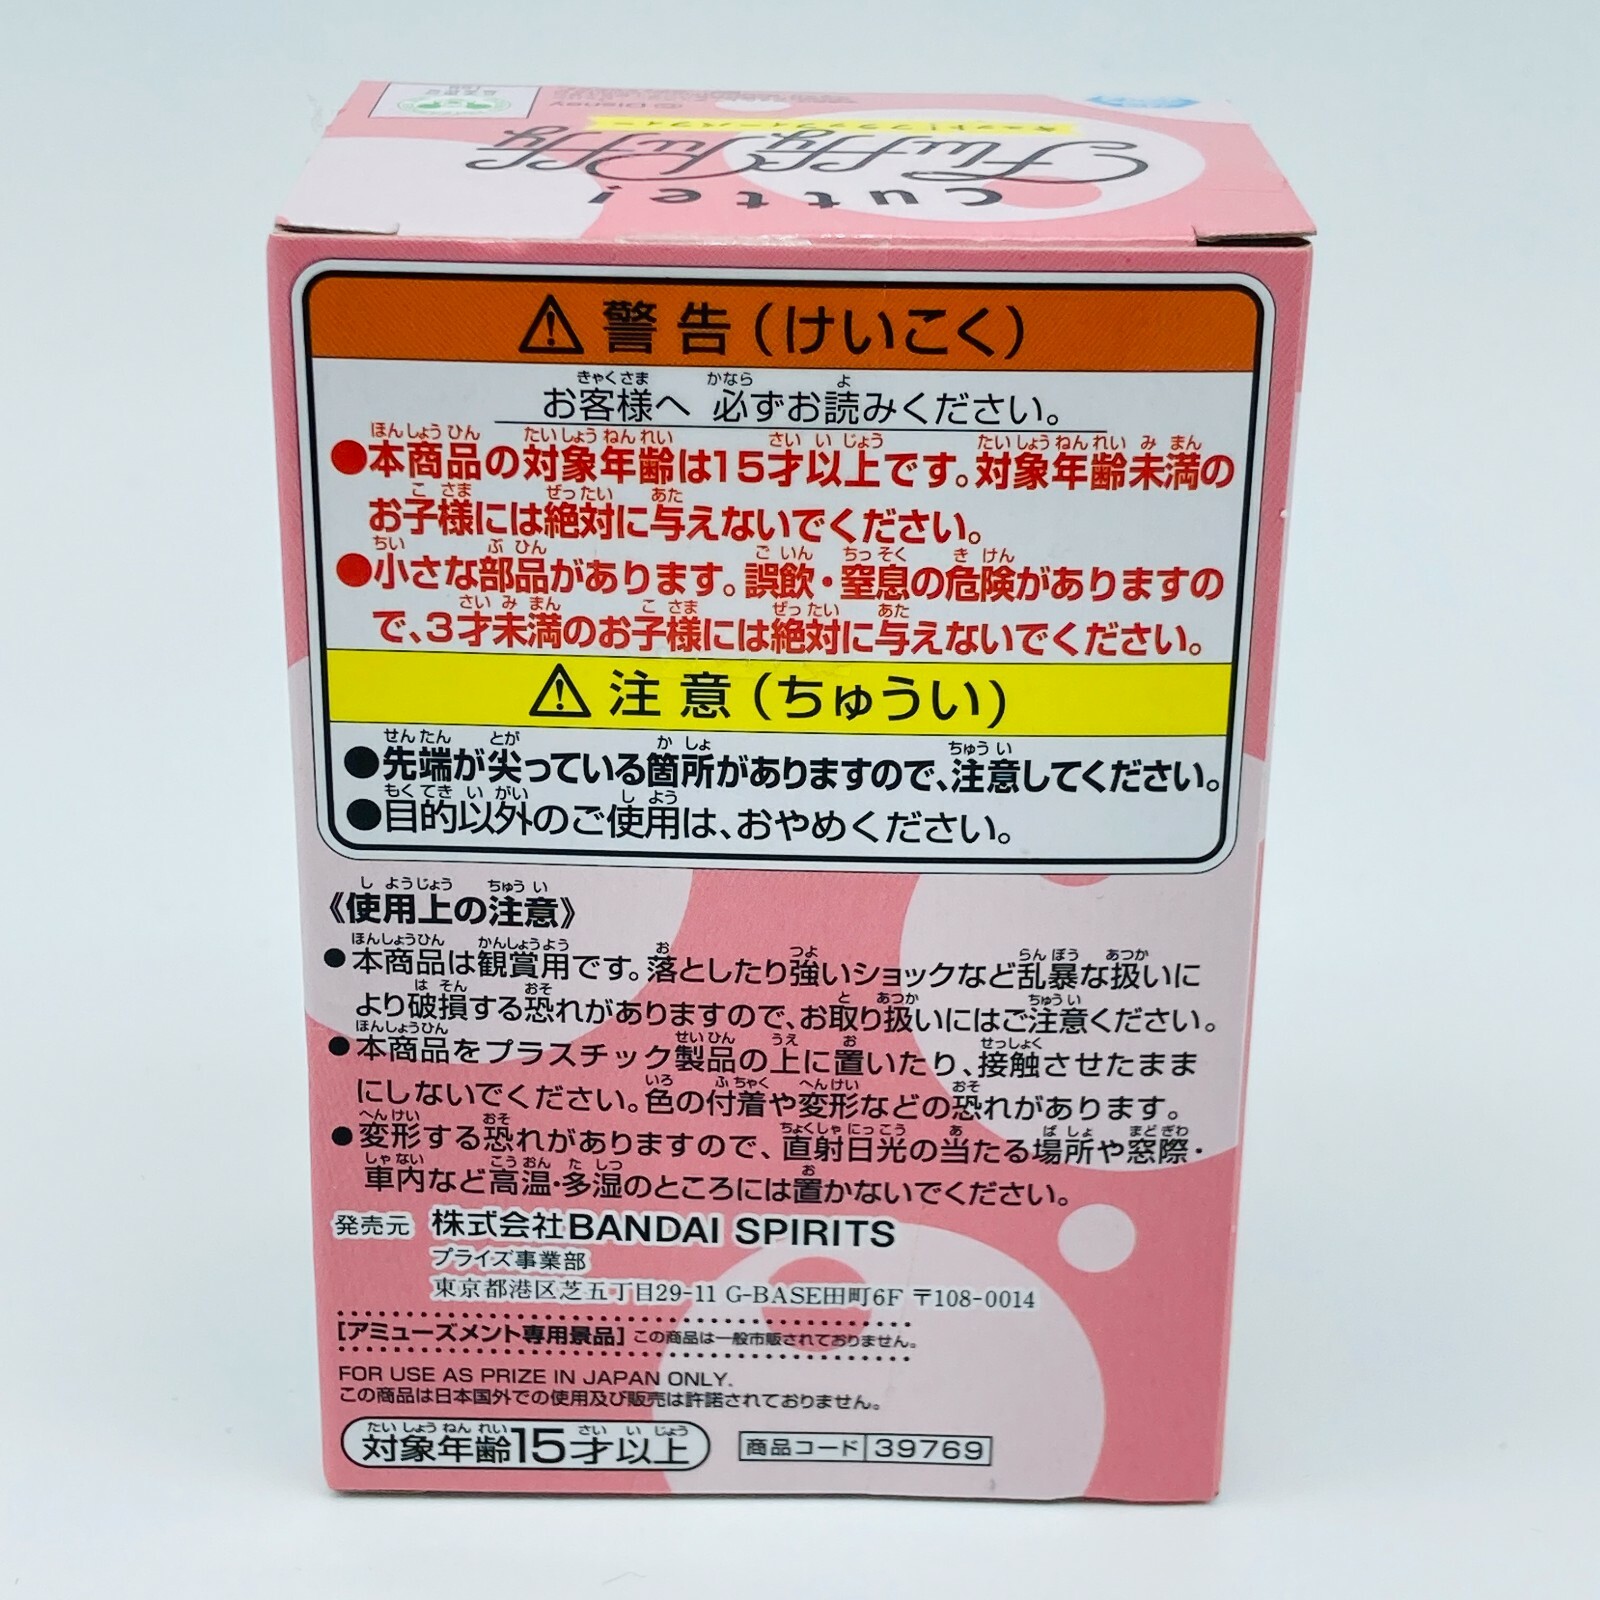 © Disney
キュット!フラッフィーパフィー
Fluffy Puffy
Cutte!
警告(けいこく)
お客様へ 必ずお読みください。
●本商品の対象年齢は15才以上です。対象年齢未満の
お子様には絶対に与えないでください。
●小さな部品があります。誤飲・窒息の危険がありますの
で、3才未満のお子様には絶対に与えないでください。
注意(ちゅうい)
●先端が尖っている箇所がありますので、注意してください。
●目的以外のご使用は、おやめください。
《使用上の注意》
●本商品は観賞用です。落としたり強いショックなど乱暴な扱いに
より破損する恐れがありますので、お取り扱いにはご注意ください。
●本商品をプラスチック製品の上に置いたり、接触させたまま
にしないでください。色の付着や変形などの恐れがあります。
●変形する恐れがありますので、直射日光の当たる場所や窓際・
車内など高温・多湿のところには置かないでください。
発売元 株式会社BANDAI SPIRITS
プライズ事業部
東京都港区芝五丁目29-11 G-BASE田町6F 〒108-0014
[アミューズメント専用景品] この商品は一般市販されておりません。
FOR USE AS PRIZE IN JAPAN ONLY.
この商品は日本国外での使用及び販売は許諾されておりません。
対象年齢15才以上
商品コード 39769